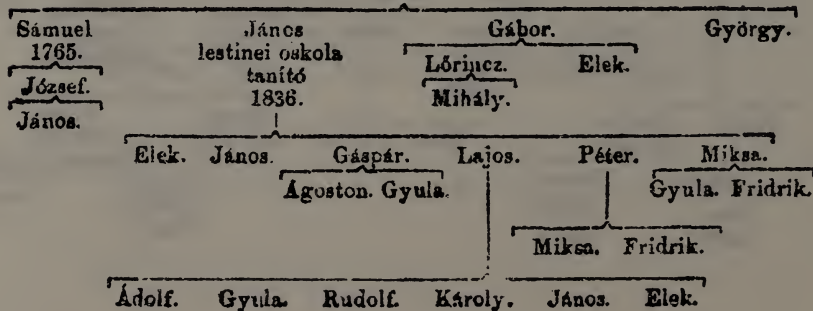 Sámuel János Gábor. György.
1765. lestinei oskola
tanító Lőrincz. Elek.
József. 1836. Mihály.
János.
Elek. János. Gáspár. Lajos. Péter. Miksa.
Ágoston. Gyula. Gyula. Fridrik.
Miksa. Fridrik.
Ádolf. Gyula. Rudolf. Károly. János. Elek.